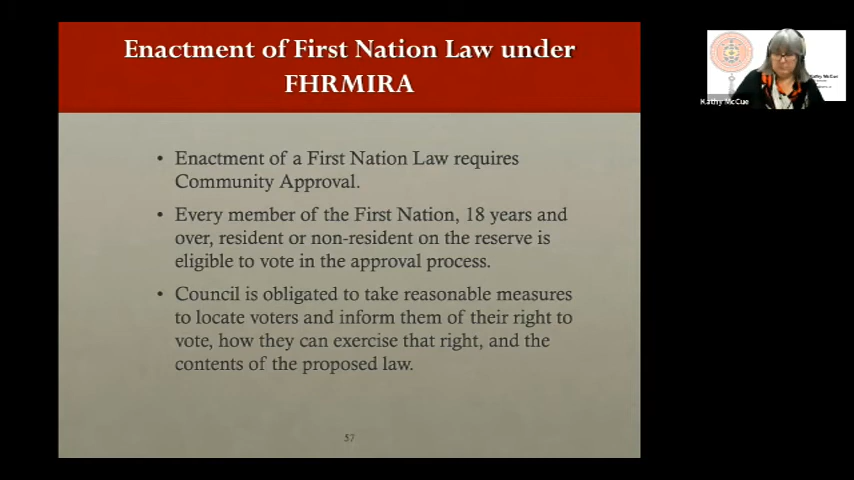 Enactment of First Nation Law under
FHRMIRA
• Enactment of a First Nation Law requires
Community Approval.
• Every member of the First Nation, 18 years and
over, resident or non-resident on the reserve is
eligible to vote in the approval process.
• Council is obligated to take reasonable measures
to locate voters and inform them of their right to
vote, how they can exercise that right, and the
contents of the proposed law.
57
Kathy McCue
Kathy McCue